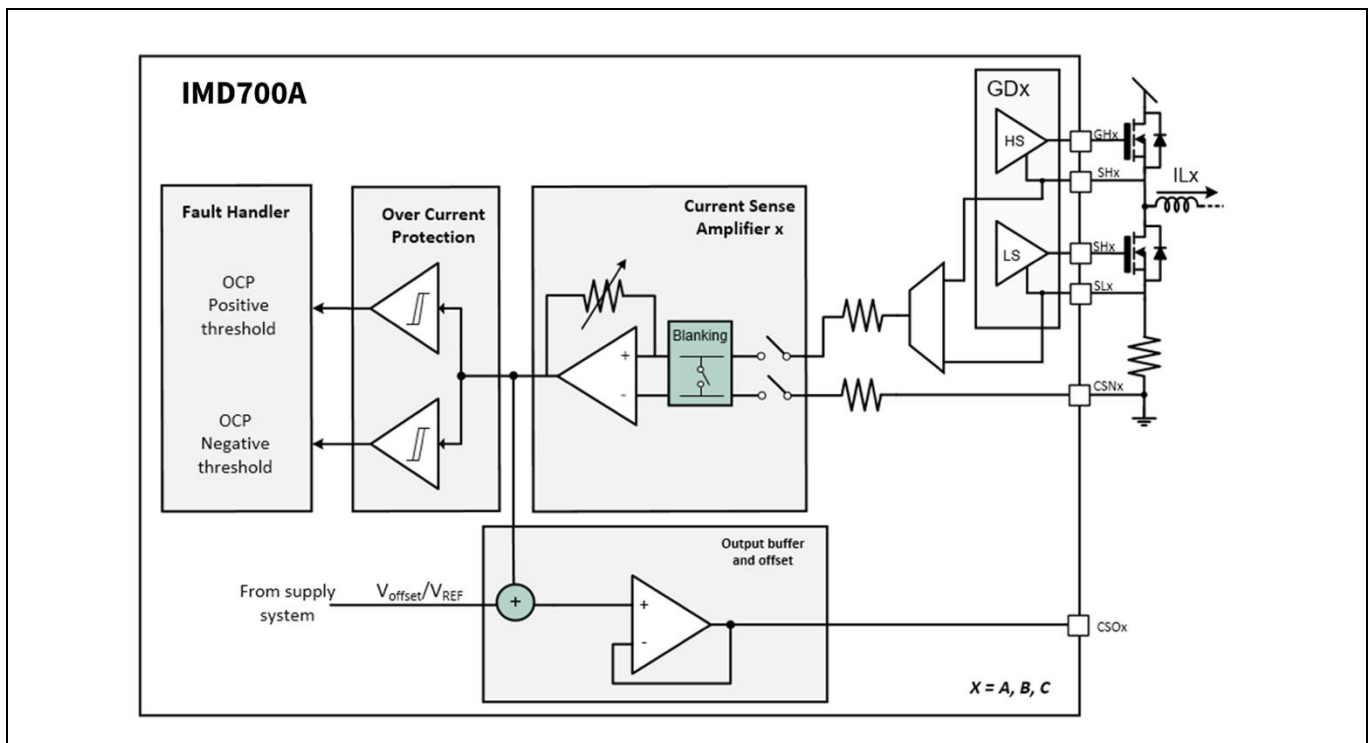 IMD700A
GDx
HS
GHx
SHx
ILx
LS
SHx
SLx
CSNx
Fault Handler
OCP
Positive
threshold
OCP
Negative
threshold
Over Current
Protection
Current Sense
Amplifier x
+
-
Blanking
Output buffer
and offset
From supply
system
Voffset/VREF
+
+
-
CSOx
X = A, B, C